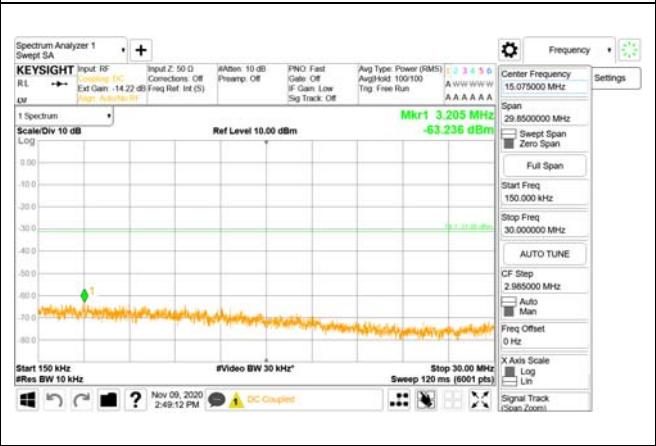 Spectrum Analyzer 1
Swept SA
+
Frequency
KEYSIGHT
Input: RF
Coupling: DC
Ext Gain: -14.22 dB
Align: Auto/No RF
RL
Input Z: 50 Ω
Corrections: Off
Freq Ref: Int (S)
#Atten: 10 dB
Preamp: Off
PNO: Fast
Gate: Off
IF Gain: Low
Sig Track: Off
Avg Type: Power (RMS)
Avg|Hold: 100/100
Trig: Free Run
1 2 3 4 5 6
A W W W W W
A A A A A A
1 Spectrum
Scale/Div 10 dB
Log
Ref Level 10.00 dBm
Mkr1 3.205 MHz
-63.236 dBm
0.00
-10.0
-20.0
-30.0
-40.0
-50.0
-60.0
-70.0
-80.0
1
Start 150 kHz
#Res BW 10 kHz
#Video BW 30 kHz*
Stop 30.00 MHz
Sweep 120 ms (6001 pts)
Center Frequency
15.075000 MHz
Settings
Span
29.8500000 MHz
Swept Span
Zero Span
Full Span
Start Freq
150.000 kHz
Stop Freq
30.000000 MHz
AUTO TUNE
CF Step
2.985000 MHz
Auto
Man
Freq Offset
0 Hz
X Axis Scale
Log
Lin
Signal Track
(Span Zoom)
?
Nov 09, 2020
2:49:12 PM
1
DC Coupled